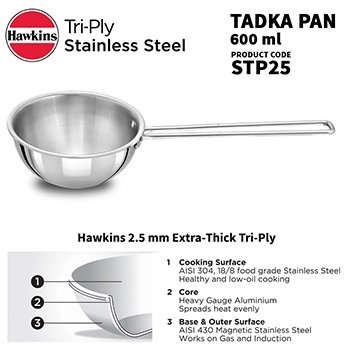 Hawkins
Tri-Ply
Stainless Steel
TADKA PAN
600 ml
PRODUCT CODE
STP25
Hawkins 2.5 mm Extra-Thick Tri-Ply
1 Cooking Surface
AISI 304, 18/8 food grade Stainless Steel
Healthy and low-oil cooking
2 Core
Heavy Gauge Aluminium
Spreads heat evenly
3 Base & Outer Surface
AISI 430 Magnetic Stainless Steel
Works on Gas and Induction
1
2
3